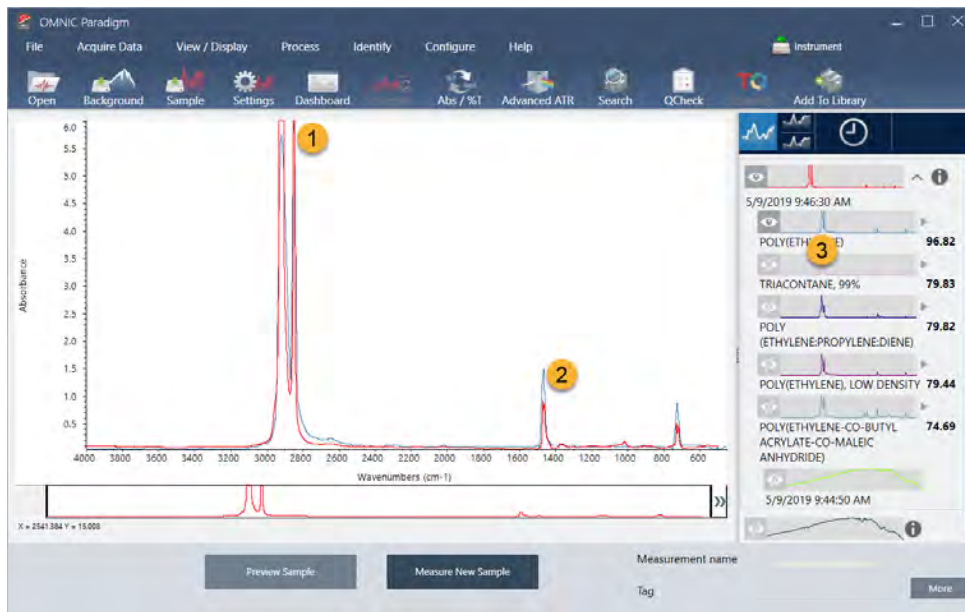 OMNIC Paradigm
File Acquire Data View / Display Process Identify Configure Help Instrument
Open Background Sample Settings Dashboard Abs / %T Advanced ATR Search QCheck TQ Add To Library
6.0
5.5
5.0
4.5
4.0
3.5
3.0
2.5
2.0
1.5
1.0
0.5
Absorbance
1
2
4000 3800 3600 3400 3200 3000 2800 2600 2400 2200 2000 1800 1600 1400 1200 1000 800 600
Wavenumbers (cm-1)
X = 2541.384 Y = 15.008
5/9/2019 9:46:30 AM
3
96.82
TRIACONTANE, 99% 79.83
POLY 79.82
(ETHYLENE:PROPYLENE:DIENE)
POLY(ETHYLENE), LOW DENSITY 79.44
POLY(ETHYLENE-CO-BUTYL 74.69
ACRYLATE-CO-MALEIC
ANHYDRIDE)
5/9/2019 9:44:50 AM
Preview Sample Measure New Sample
Measurement name
Tag
More